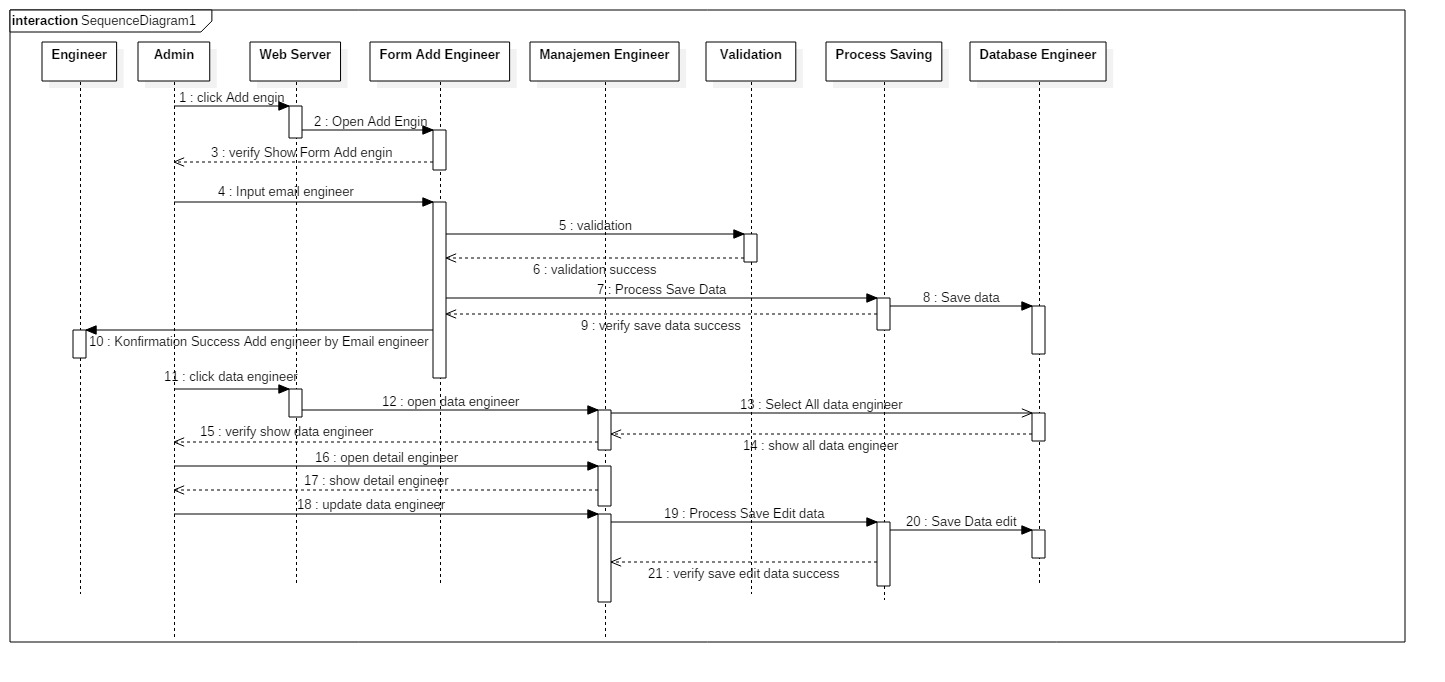 interaction SequenceDiagram1
Engineer
Admin
Web Server
Form Add Engineer
Manajemen Engineer
Validation
Process Saving
Database Engineer
1 : click Add engin
2 : Open Add Engin
3 : verify Show Form Add engin
4 : Input email engineer
5 : validation
6 : validation success
7 : Process Save Data
8 : Save data
9 : verify save data success
10 : Konfirmation Success Add engineer by Email engineer
11 : click data engineer
12 : open data engineer
13 : Select All data engineer
14 : show all data engineer
15 : verify show data engineer
16 : open detail engineer
17 : show detail engineer
18 : update data engineer
19 : Process Save Edit data
20 : Save Data edit
21 : verify save edit data success